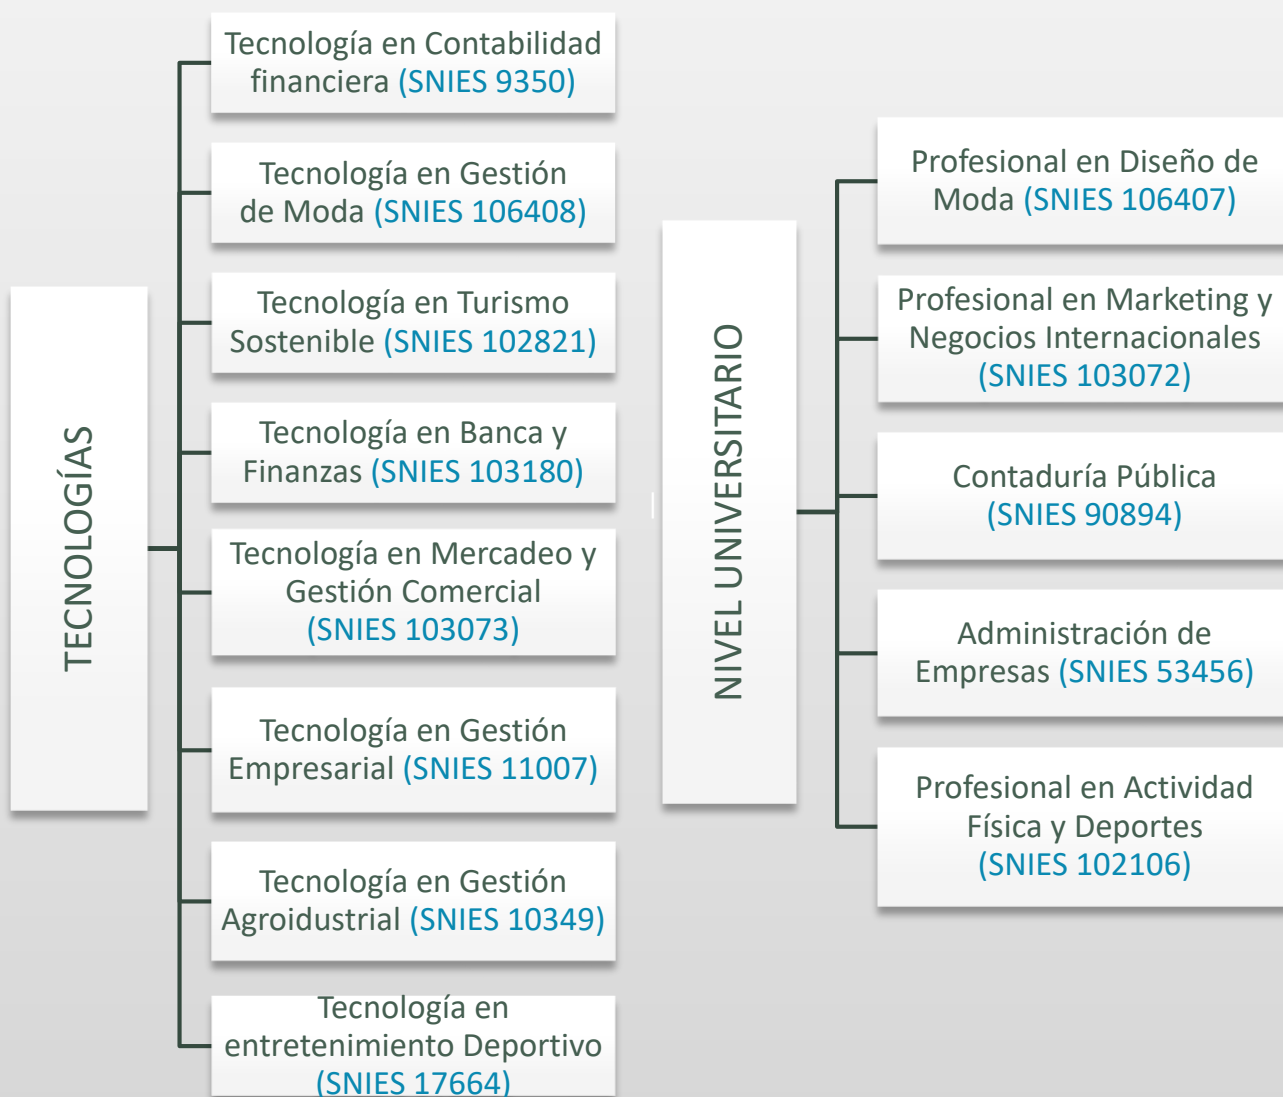 TECNOLOGÍAS
Tecnología en Contabilidad
financiera (SNIES 9350)
Tecnología en Gestión
de Moda (SNIES 106408)
Tecnología en Turismo
Sostenible (SNIES 102821)
Tecnología en Banca y
Finanzas (SNIES 103180)
Tecnología en Mercadeo y
Gestión Comercial
(SNIES 103073)
Tecnología en Gestión
Empresarial (SNIES 11007)
Tecnología en Gestión
Agroidustrial (SNIES 10349)
Tecnología en
entretenimiento Deportivo
(SNIES 17664)
NIVEL UNIVERSITARIO
Profesional en Diseño de
Moda (SNIES 106407)
Profesional en Marketing y
Negocios Internacionales
(SNIES 103072)
Contaduría Pública
(SNIES 90894)
Administración de
Empresas (SNIES 53456)
Profesional en Actividad
Física y Deportes
(SNIES 102106)